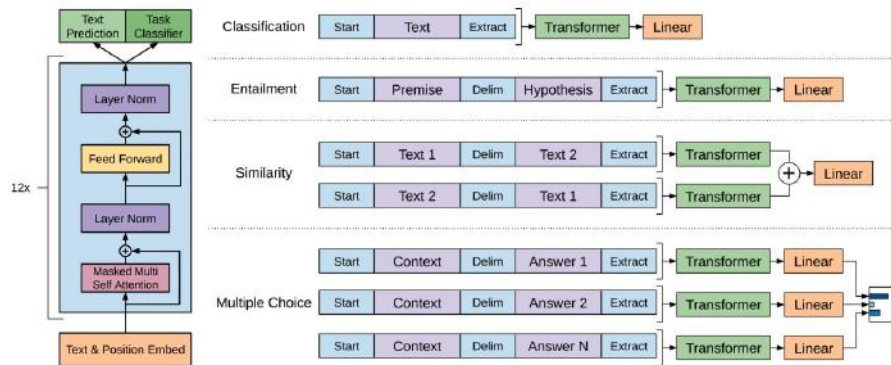 Text Prediction
Task Classifier
12x
Layer Norm
Feed Forward
Layer Norm
Masked Multi
Self Attention
Text & Position Embed
Classification
Start Text Extract Transformer Linear
Entailment
Start Premise Delim Hypothesis Extract Transformer Linear
Similarity
Start Text 1 Delim Text 2 Extract Transformer
Start Text 2 Delim Text 1 Extract Transformer
Linear
Multiple Choice
Start Context Delim Answer 1 Extract Transformer Linear
Start Context Delim Answer 2 Extract Transformer Linear
Start Context Delim Answer N Extract Transformer Linear